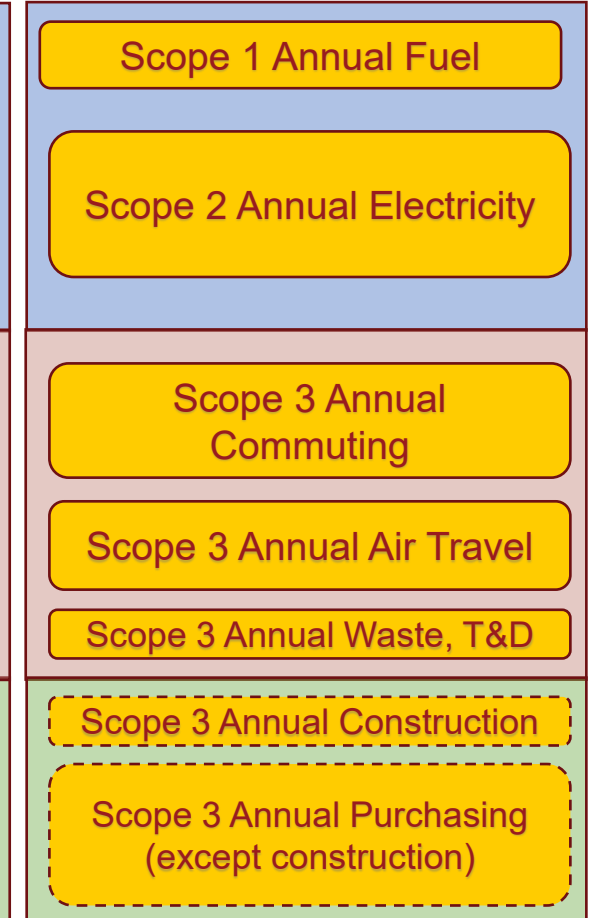 Scope 1 Annual Fuel
Scope 2 Annual Electricity
Scope 3 Annual
Commuting
Scope 3 Annual Air Travel
Scope 3 Annual Waste, T&D
Scope 3 Annual Construction
Scope 3 Annual Purchasing
(except construction)